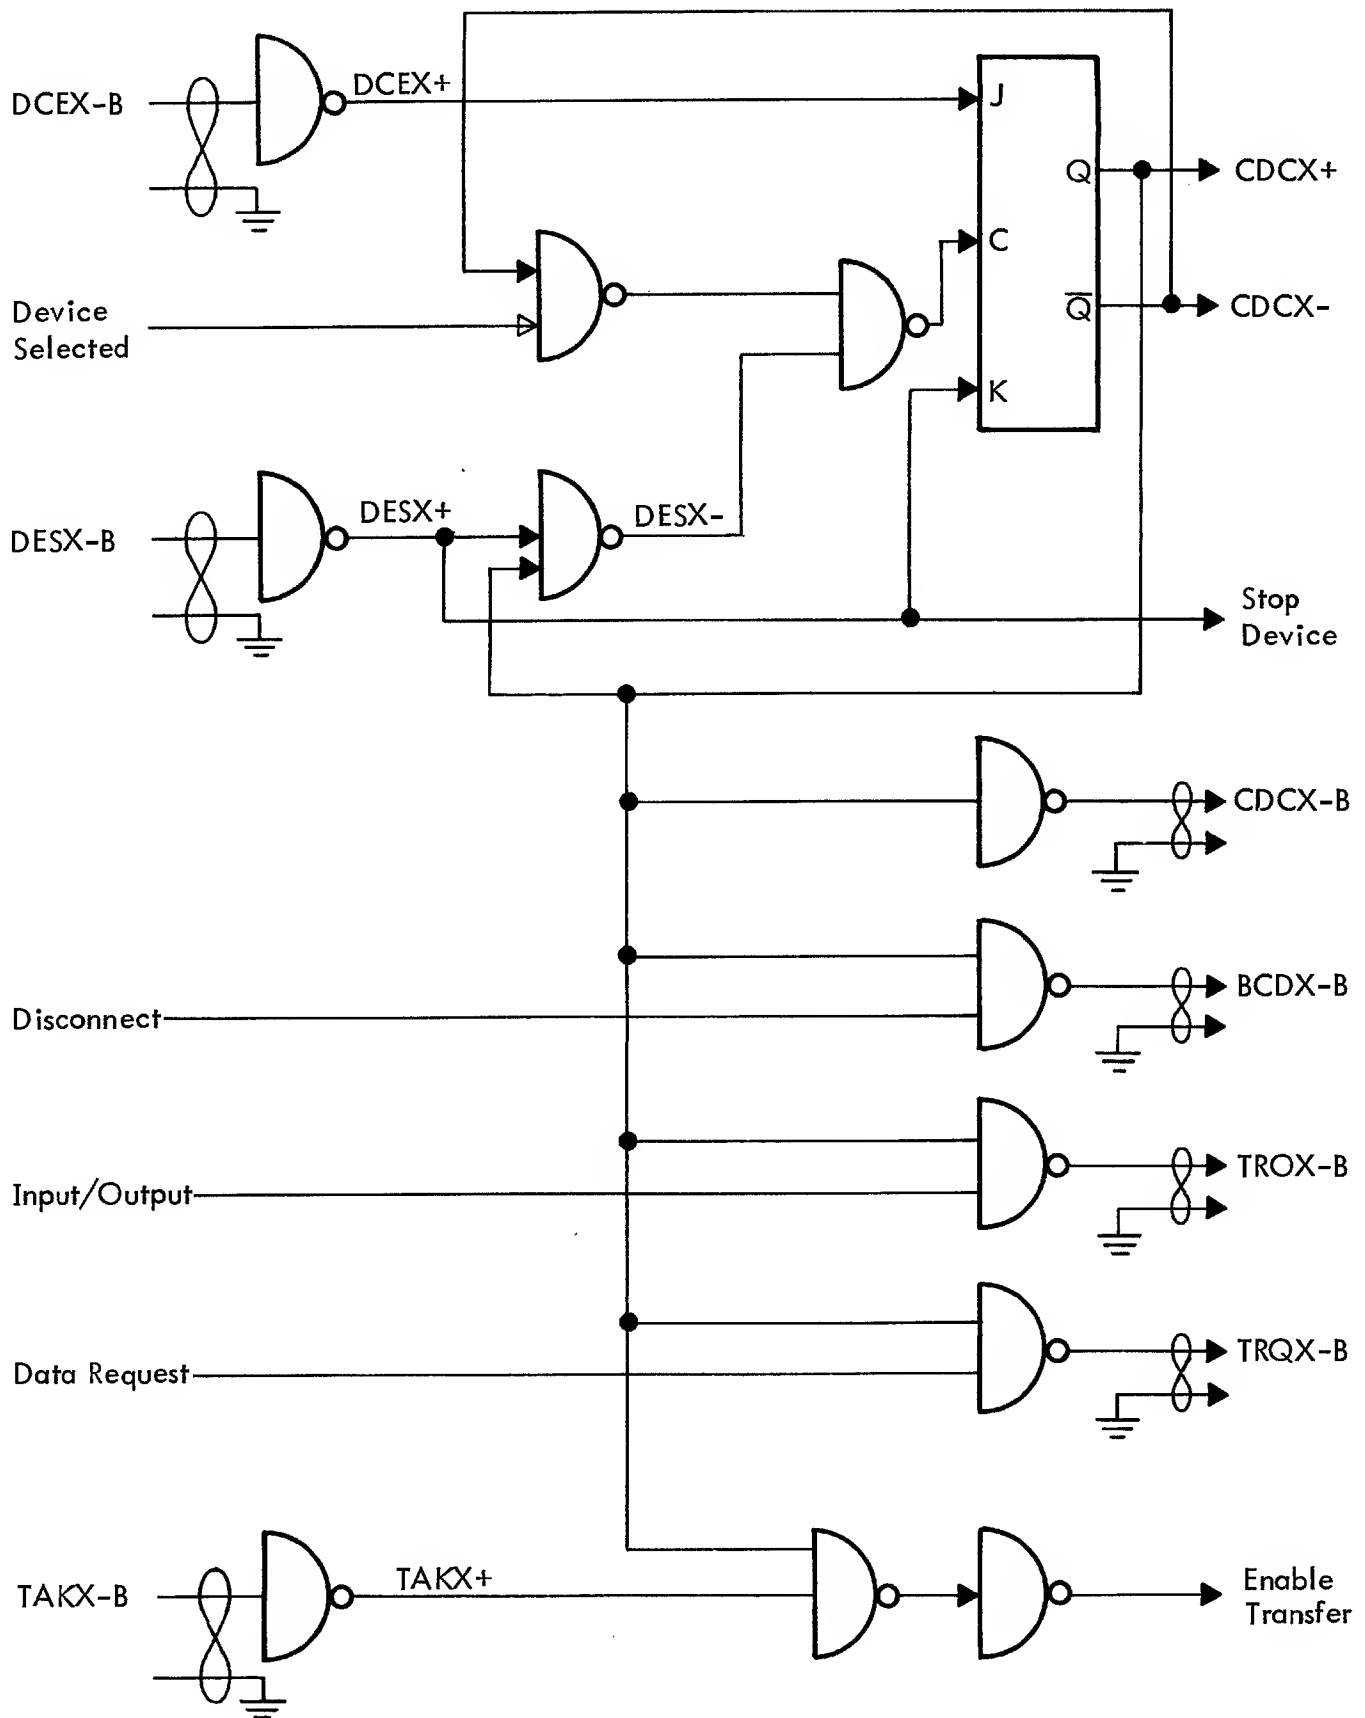 DCEX-B
DCEX+
J
Q
CDCX+
C
Device
Selected
Q
CDCX-
K
DESX-B
DESX+
DESX-
Stop
Device
CDCX-B
BCDX-B
Disconnect
TROX-B
Input/Output
TRQX-B
Data Request
TAKX-B
TAKX+
Enable
Transfer